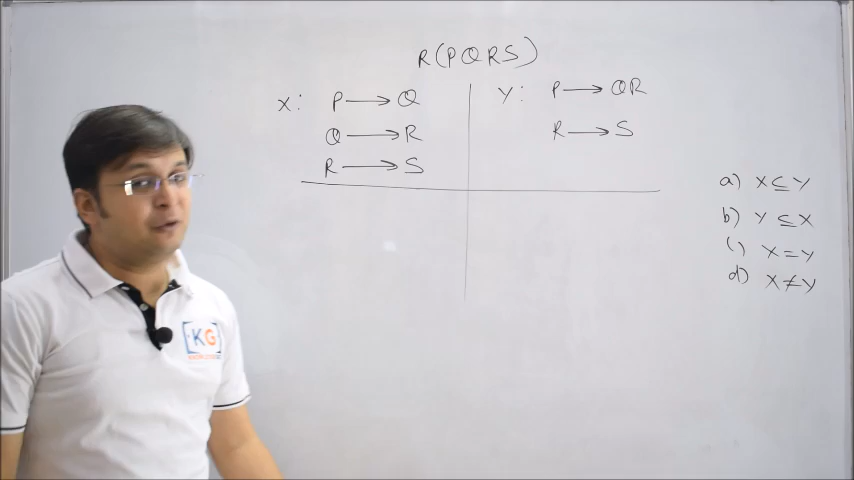 R(PQRS)
X: P → Q
Q → R
R → S
Y: P → QR
R → S
a) X ⊆ Y
b) Y ⊆ X
c) X = Y
d) X ≠ Y
KG